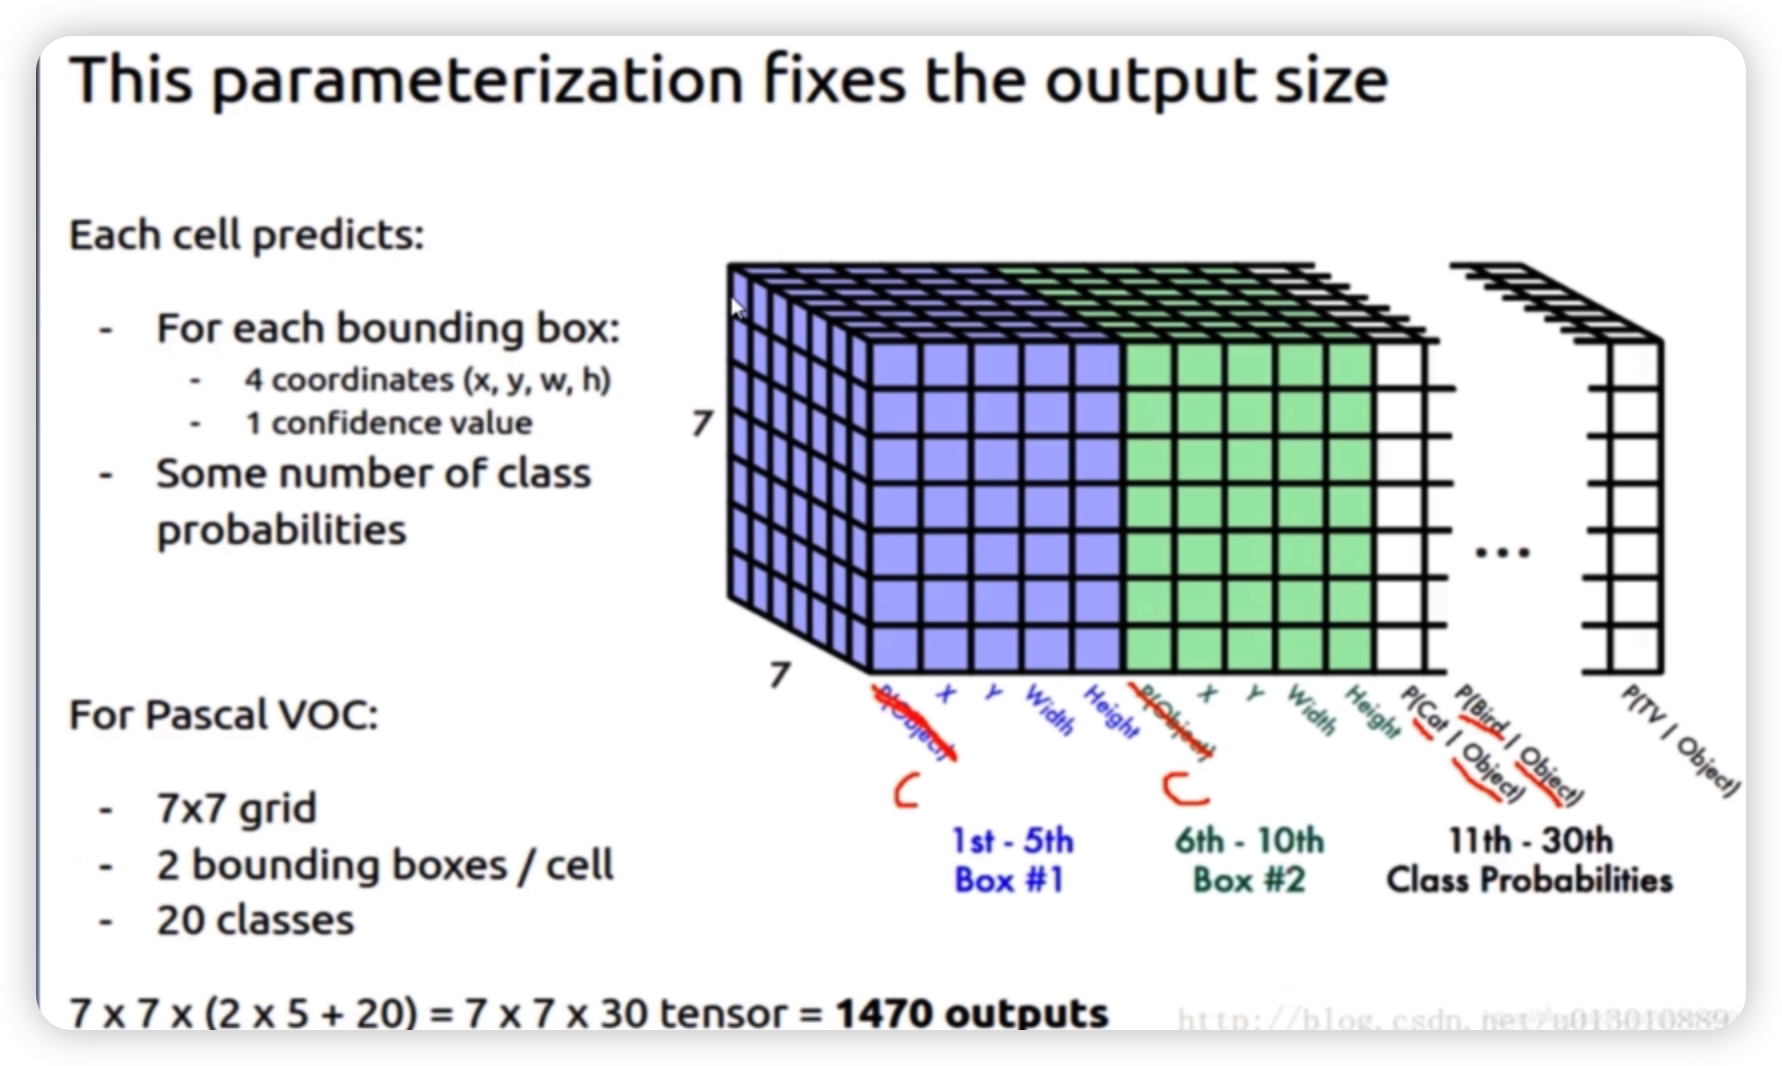 This parameterization fixes the output size
Each cell predicts:
- For each bounding box:
- 4 coordinates (x, y, w, h)
- 1 confidence value
- Some number of class
probabilities
For Pascal VOC:
- 7x7 grid
- 2 bounding boxes / cell
- 20 classes
7 x 7 x (2 x 5 + 20) = 7 x 7 x 30 tensor = 1470 outputs
7
7
...
P(Object)
X
Y
Width
Height
P(Object)
X
Y
Width
Height
P(Cat | Object)
P(Bird | Object)
P(TV | Object)
C
C
1st - 5th
Box #1
6th - 10th
Box #2
11th - 30th
Class Probabilities
http://blog.csdn.net/u013010889